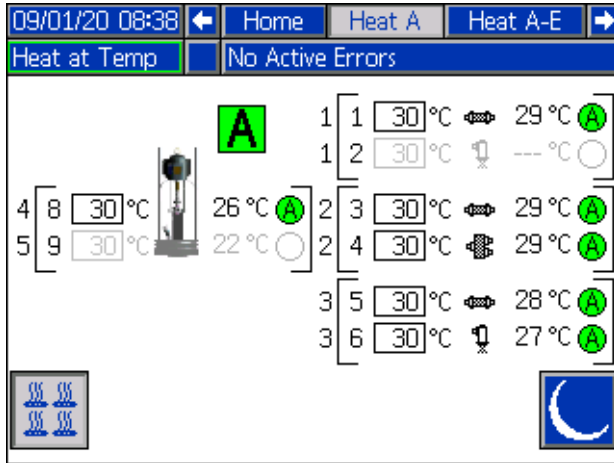 09/01/20 08:38 Home Heat A Heat A-E
Heat at Temp No Active Errors
A
1 1 30 °C 29 °C A
1 2 30 °C --- °C
4 8 30 °C 26 °C A
5 9 30 °C 22 °C
2 3 30 °C 29 °C A
2 4 30 °C 29 °C A
3 5 30 °C 28 °C A
3 6 30 °C 27 °C A